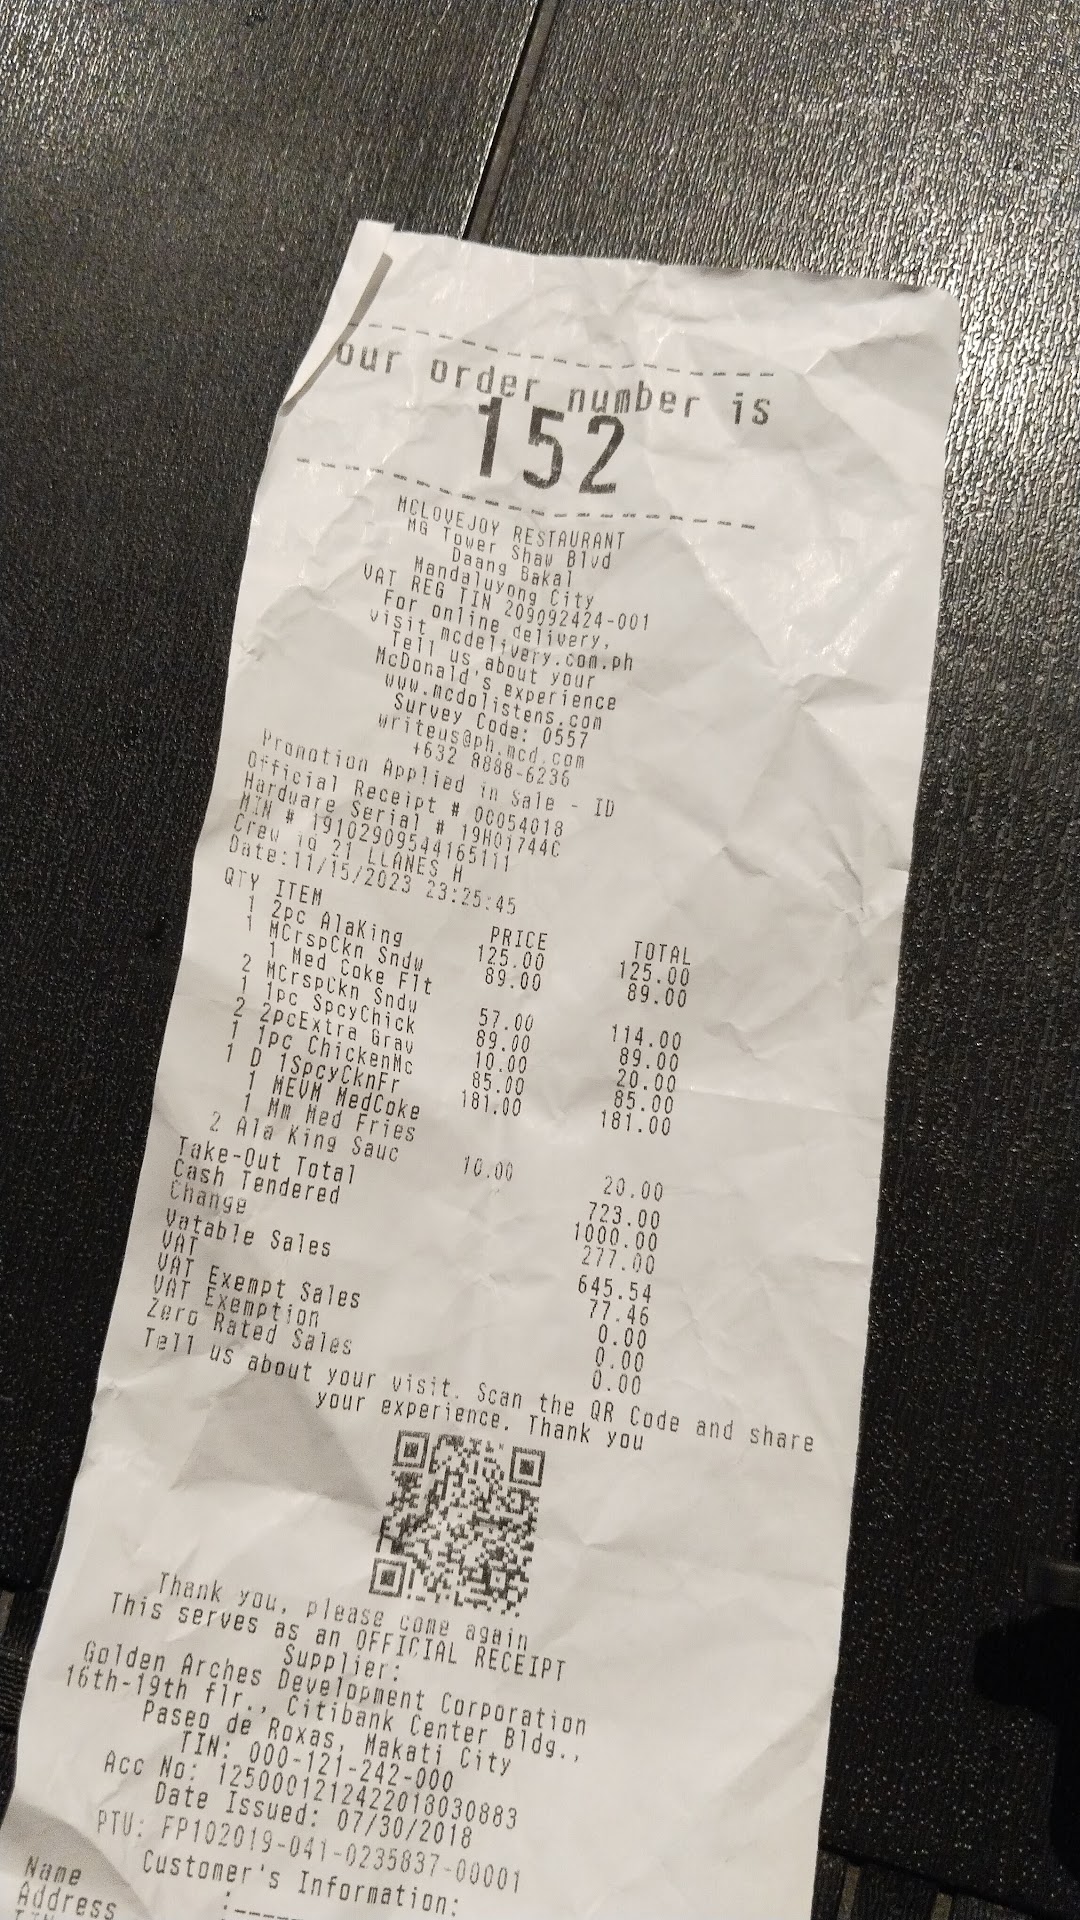 our order number is
152
MCLOVEJOY RESTAURANT
MG Tower Shaw Blvd
Daang Bakal
Mandaluyong City
VAT REG TIN 209092424-001
For online delivery,
visit mcdelivery.com.ph
Tell us about your
McDonald's experience
www.mcdolistens.com
Survey Code: 0557
writeus@ph.mcd.com
+632 8888-6236
Promotion Applied in Sale - ID
Official Receipt # 00054018
Hardware Serial # 19H01744C
MIN # 19102909544165111
Crew id 21 LLANES H
Date:11/15/2023 23:25:45
QTY ITEM PRICE TOTAL
1 2pc AlaKing 125.00 125.00
1 MCrspCkn Sndw 89.00 89.00
1 Med Coke Flt
2 MCrspCkn Sndw 57.00 114.00
1 1pc SpcyChick 89.00 89.00
2 2pcExtra Grav 10.00 20.00
1 1pc ChickenMc 85.00 85.00
1 D 1SpcyCknFr 181.00 181.00
1 MEVM MedCoke
1 Mm Med Fries
2 Ala King Sauc 10.00 20.00
Take-Out Total 723.00
Cash Tendered 1000.00
Change 277.00
Vatable Sales 645.54
VAT 77.46
VAT Exempt Sales 0.00
VAT Exemption 0.00
Zero Rated Sales 0.00
Tell us about your visit. Scan the QR Code and share
your experience. Thank you
Thank you, please come again
This serves as an OFFICIAL RECEIPT
Supplier:
Golden Arches Development Corporation
16th-19th flr., Citibank Center Bldg.,
Paseo de Roxas, Makati City
TIN: 000-121-242-000
Acc No: 1250001212422018030883
Date Issued: 07/30/2018
PTU: FP102019-041-0235837-00001
Customer's Information:
Name :
Address